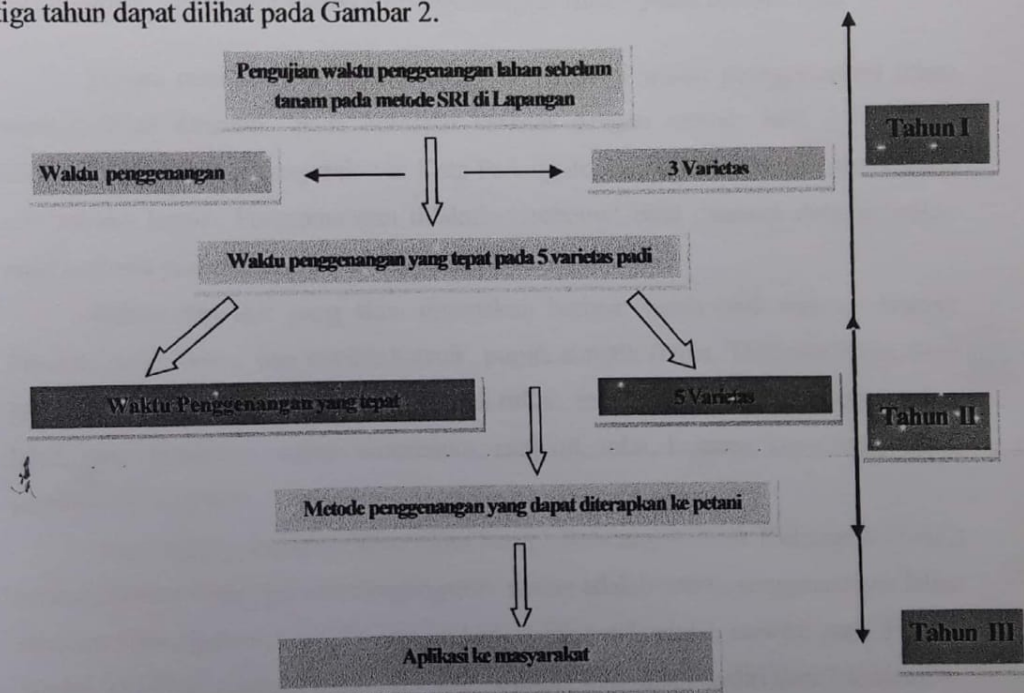 tiga tahun dapat dilihat pada Gambar 2.
Pengujian waktu penggenangan lahan sebelum
tanam pada metode SRI di Lapangan
Tahun I
Waktu penggenangan
3 Varietas
Waktu penggenangan yang tepat pada 5 varietas padi
Waktu Penggenangan yang tepat
5 Varietas
Tahun II
Metode penggenangan yang dapat diterapkan ke petani
Tahun III
Aplikasi ke masyarakat